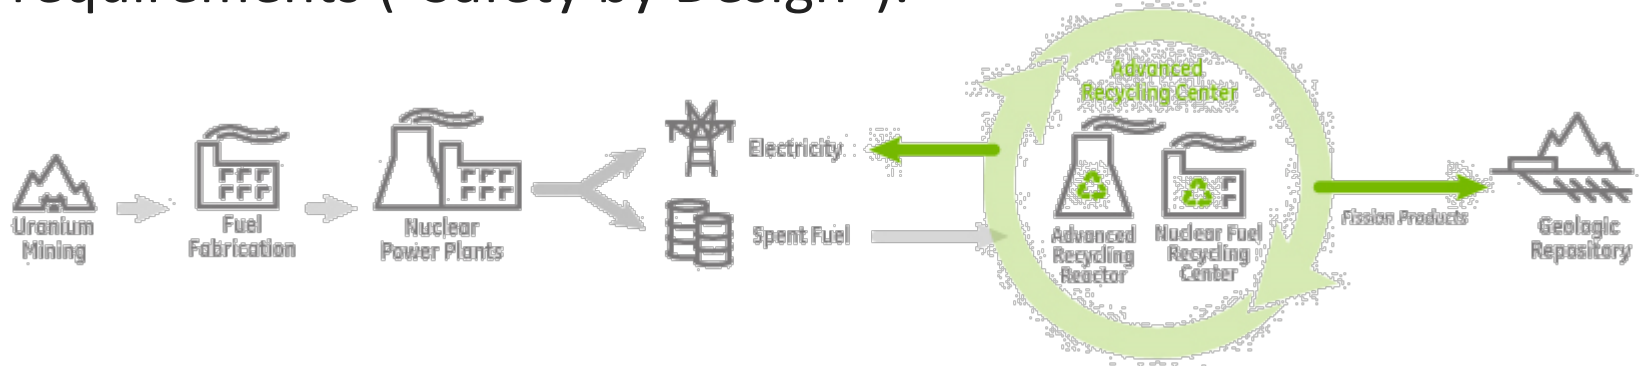 requirements ("Safety by Design").
Advanced
Recycling Center
Electricity
Uranium
Mining
Fuel
Fabrication
Nuclear
Power Plants
Spent Fuel
Advanced
Recycling
Reactor
Nuclear Fuel
Recycling
Center
Fission Products
Geologic
Repository